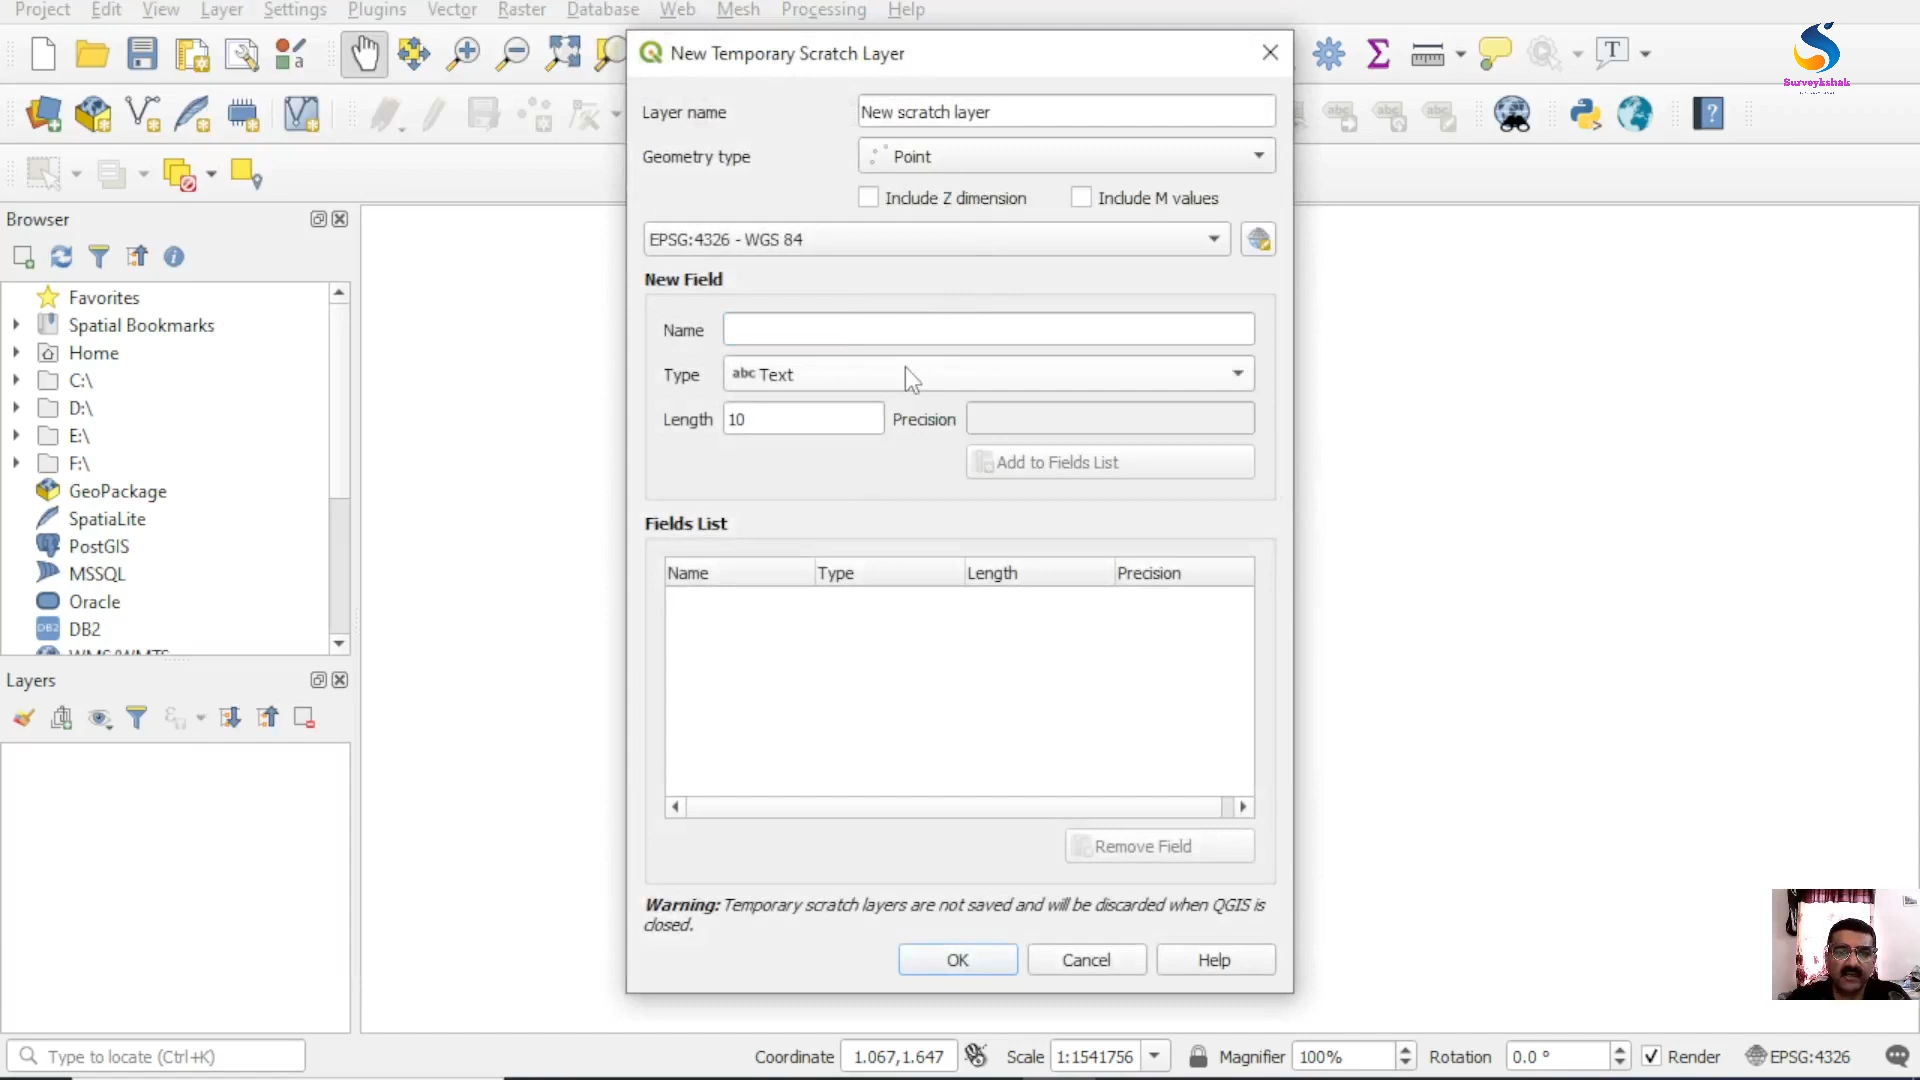 Project Edit View Layer Settings Plugins Vector Raster Database Web Mesh Processing Help
New Temporary Scratch Layer
Surveykshak
Layer name New scratch layer
Geometry type Point
Include Z dimension Include M values
EPSG:4326 - WGS 84
New Field
Name
Type abc Text
Length 10 Precision
Add to Fields List
Fields List
Name Type Length Precision
Remove Field
Warning: Temporary scratch layers are not saved and will be discarded when QGIS is
closed.
OK Cancel Help
Browser
Favorites
Spatial Bookmarks
Home
C:\
D:\
E:\
F:\
GeoPackage
SpatiaLite
PostGIS
MSSQL
Oracle
DB2
WMS/WMTS
Layers
Type to locate (Ctrl+K) Coordinate 1.067,1.647 Scale 1:1541756 Magnifier 100% Rotation 0.0 ° Render EPSG:4326